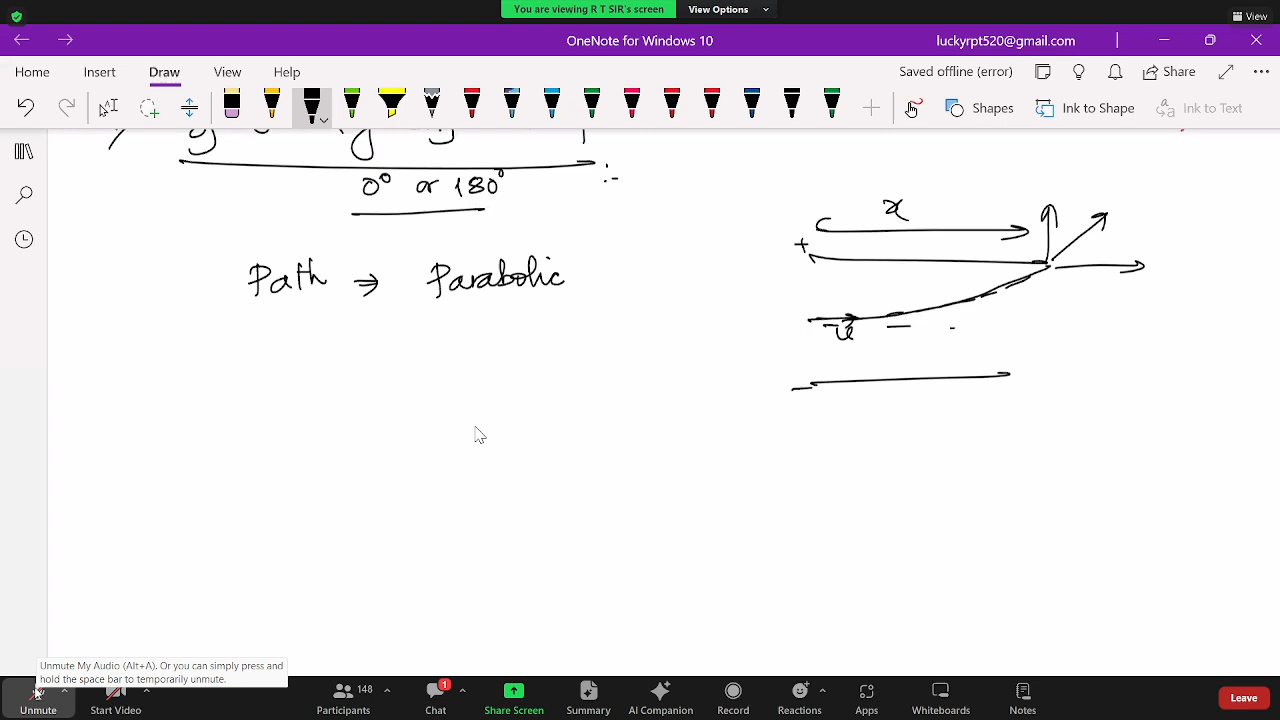 You are viewing R T SIR's screen View Options
View
OneNote for Windows 10
luckyrpt520@gmail.com
Home Insert Draw View Help
Saved offline (error)
Share
Shapes
Ink to Shape
Ink to Text
0° or 180° :-
x
+
Path ⇒ Parabolic
u
Unmute My Audio (Alt+A). Or you can simply press and
hold the space bar to temporarily unmute.
148
1
Unmute
Start Video
Participants
Chat
Share Screen
Summary
AI Companion
Record
Reactions
Apps
Whiteboards
Notes
Leave